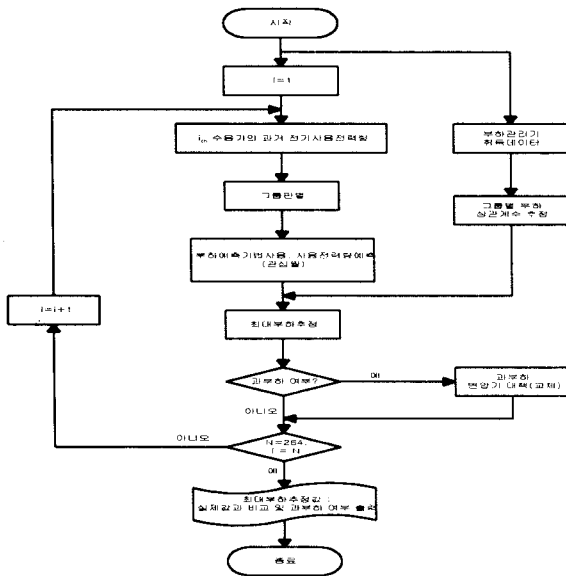 시작
i=1
i_th 수용가의 과거 전기사용전력량
부하관리기
취득데이터
그룹판별
그룹별 부하
상관계수 추정
부하예측기법사용, 사용전력량예측
(관심월)
i=i+1
최대부하추정
과부하 여부?
예
과부하
변압기 대책(교체)
아니오
아니오
N=264,
i = N
예
최대부하추정값 :
실제값과 비교 및 과부하 여부 출력
종료